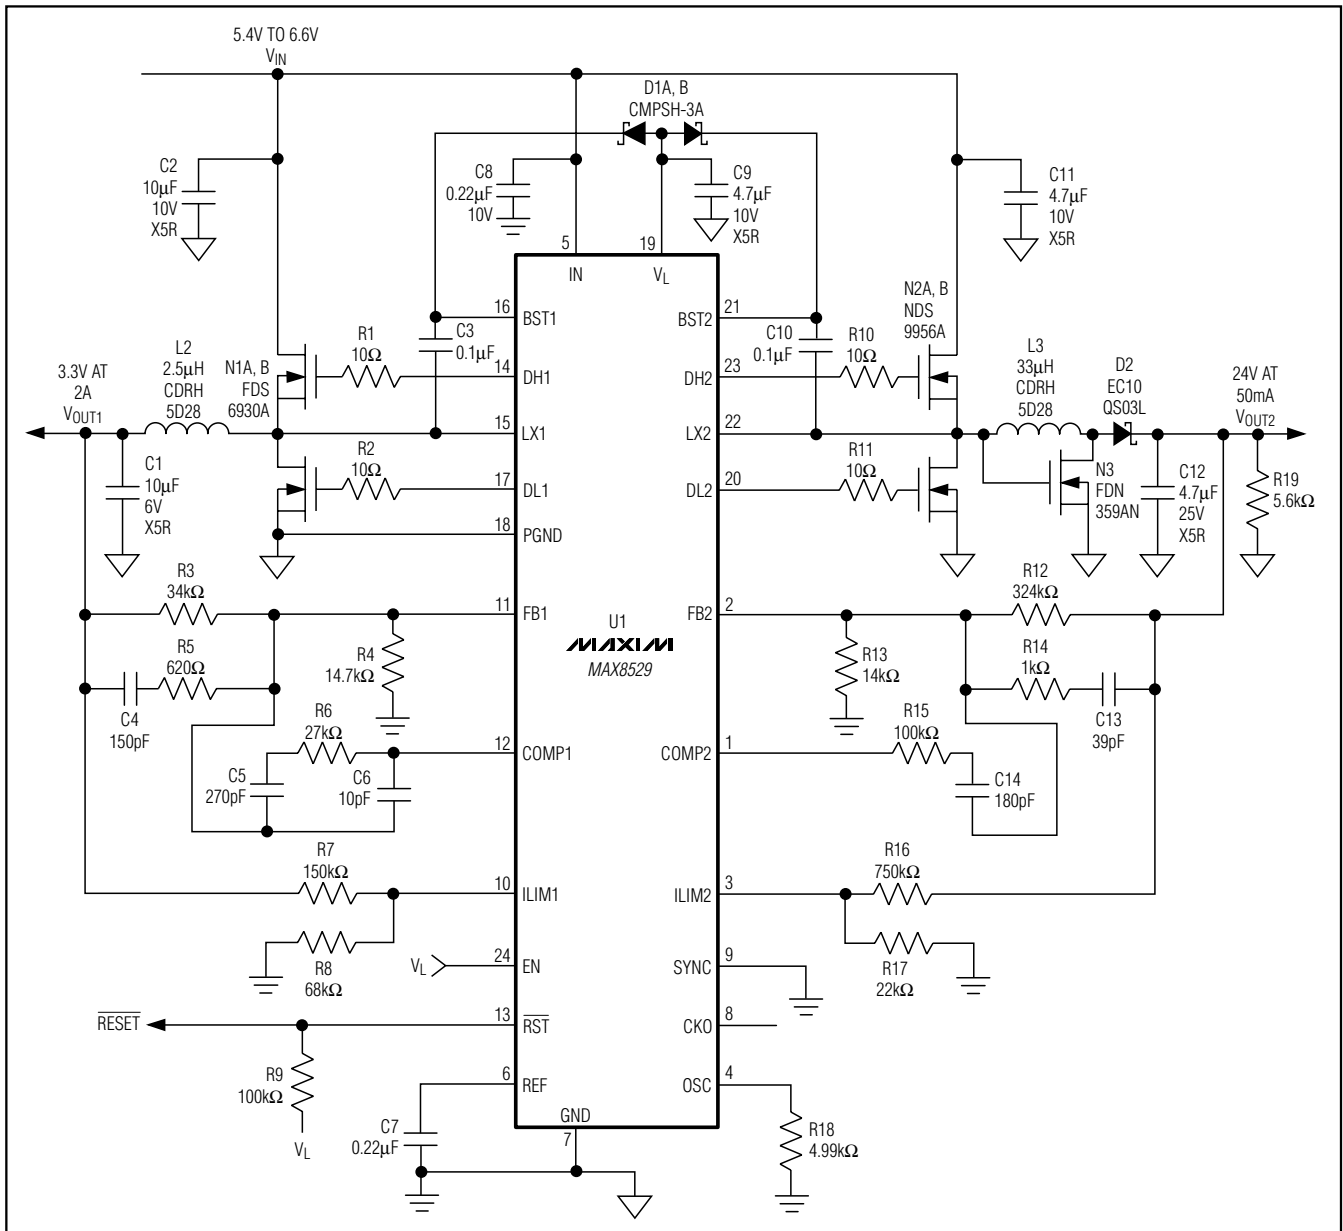 5.4V TO 6.6V
VIN
D1A, B
CMPSH-3A
C2
10µF
10V
X5R
C8
0.22µF
10V
C9
4.7µF
10V
X5R
C11
4.7µF
10V
X5R
5
19
IN
VL
16
BST1
21
BST2
N2A, B
NDS
9956A
C3
0.1µF
C10
0.1µF
R1
10Ω
14
DH1
R10
10Ω
23
DH2
3.3V AT
2A
VOUT1
L2
2.5µH
CDRH
5D28
N1A, B
FDS
6930A
L3
33µH
CDRH
5D28
D2
EC10
QS03L
24V AT
50mA
VOUT2
15
LX1
22
LX2
C1
10µF
6V
X5R
R2
10Ω
17
DL1
R11
10Ω
20
DL2
N3
FDN
359AN
C12
4.7µF
25V
X5R
R19
5.6kΩ
18
PGND
R3
34kΩ
11
FB1
U1
MAXIM
MAX8529
2
FB2
R12
324kΩ
R5
620Ω
C4
150pF
R4
14.7kΩ
R13
14kΩ
R14
1kΩ
C13
39pF
R6
27kΩ
12
COMP1
1
COMP2
R15
100kΩ
C5
270pF
C6
10pF
C14
180pF
R7
150kΩ
10
ILIM1
3
ILIM2
R16
750kΩ
R8
68kΩ
R17
22kΩ
VL
24
EN
9
SYNC
RESET
13
RST
8
CKO
R9
100kΩ
VL
6
REF
4
OSC
C7
0.22µF
GND
7
R18
4.99kΩ